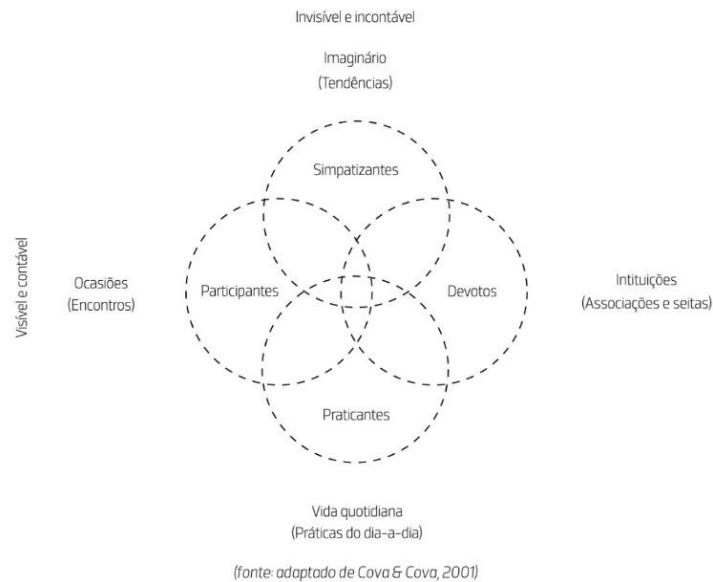 Invisível e incontável
Imaginário
(Tendências)
Simpatizantes
Visível e contável
Ocasiões
(Encontros)
Participantes
Devotos
Intituições
(Associações e seitas)
Praticantes
Vida quotidiana
(Práticas do dia-a-dia)
(fonte: adaptado de Cova & Cova, 2001)